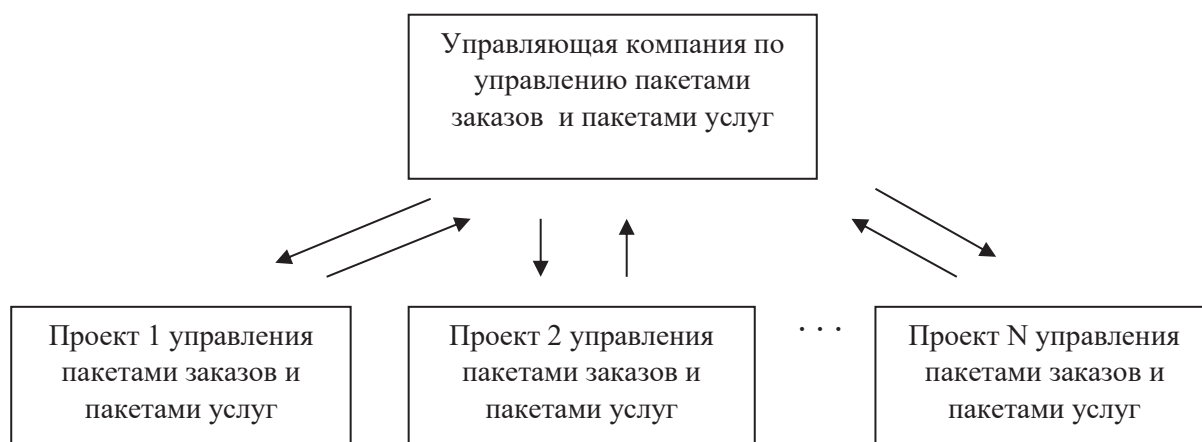 Управляющая компания по
управлению пакетами
заказов и пакетами услуг
Проект 1 управления
пакетами заказов и
пакетами услуг
Проект 2 управления
пакетами заказов и
пакетами услуг
. . .
Проект N управления
пакетами заказов и
пакетами услуг